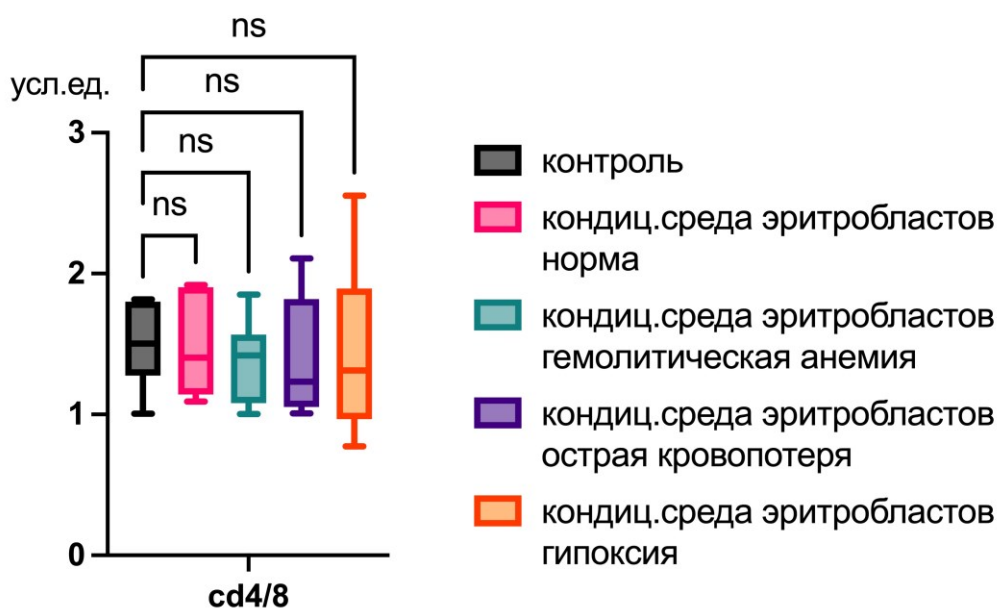 ns
ns
усл.ед.
3
ns
ns
2
1
0
cd4/8
контроль
кондиц.среда эритробластов
норма
кондиц.среда эритробластов
гемолитическая анемия
кондиц.среда эритробластов
острая кровопотеря
кондиц.среда эритробластов
гипоксия